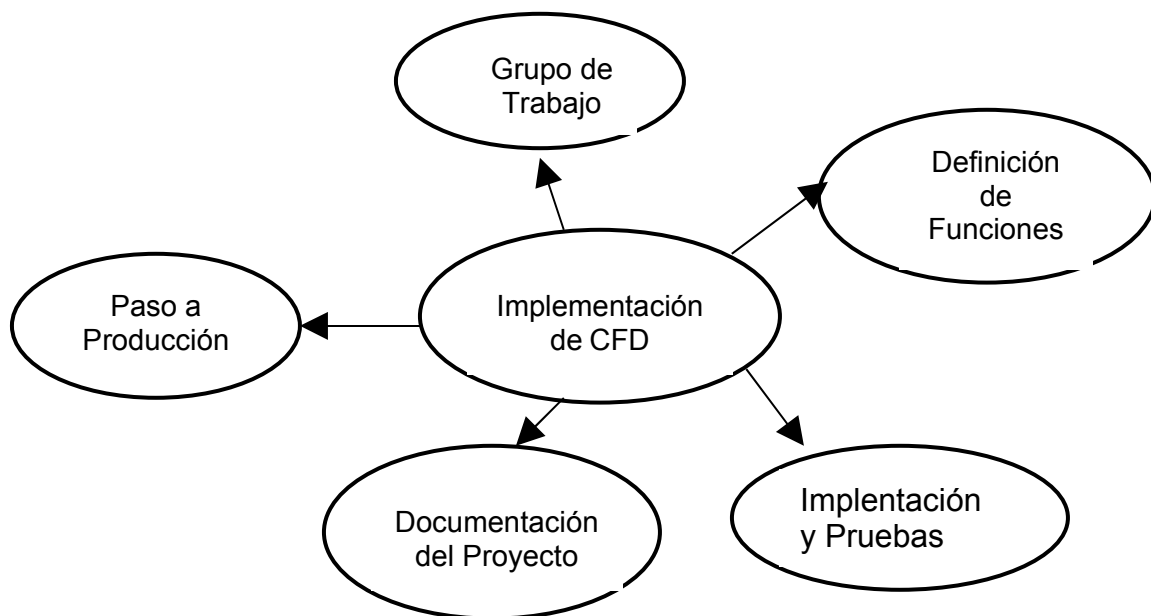 Grupo de
Trabajo
Definición
de
Funciones
Paso a
Producción
Implementación
de CFD
Documentación
del Proyecto
Implentación
y Pruebas